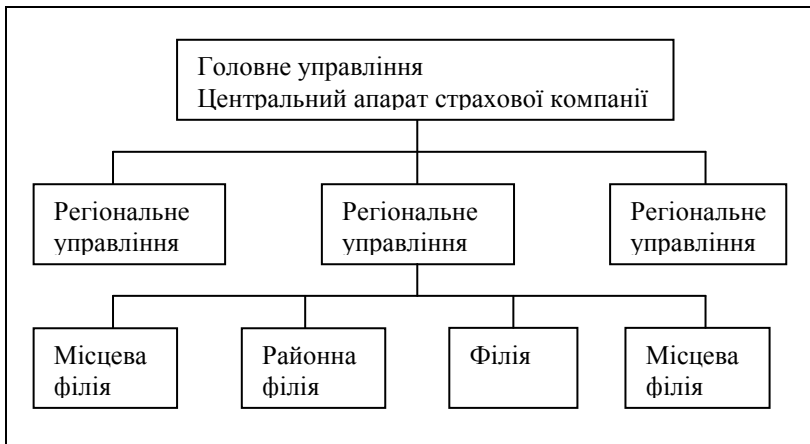 Головне управління
Центральний апарат страхової компанії
Регіональне
управління
Регіональне
управління
Регіональне
управління
Місцева
філія
Районна
філія
Філія
Місцева
філія